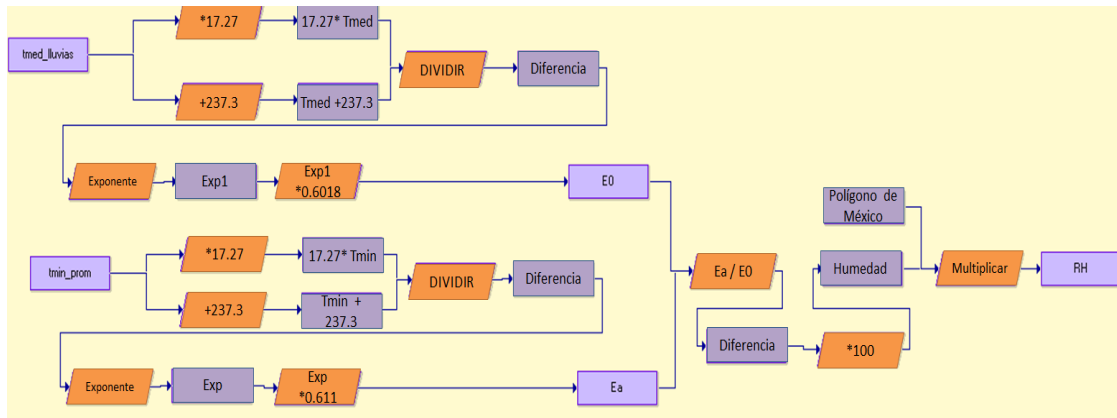 *17.27
17.27* Tmed
tmed_lluvias
DIVIDIR
Diferencia
+237.3
Tmed +237.3
Exponente
Exp1
Exp1
*0.6018
E0
Polígono de
México
*17.27
17.27* Tmin
tmin_prom
DIVIDIR
Diferencia
Ea / E0
Humedad
Multiplicar
RH
+237.3
Tmin +
237.3
Diferencia
*100
Exponente
Exp
Exp
*0.611
Ea